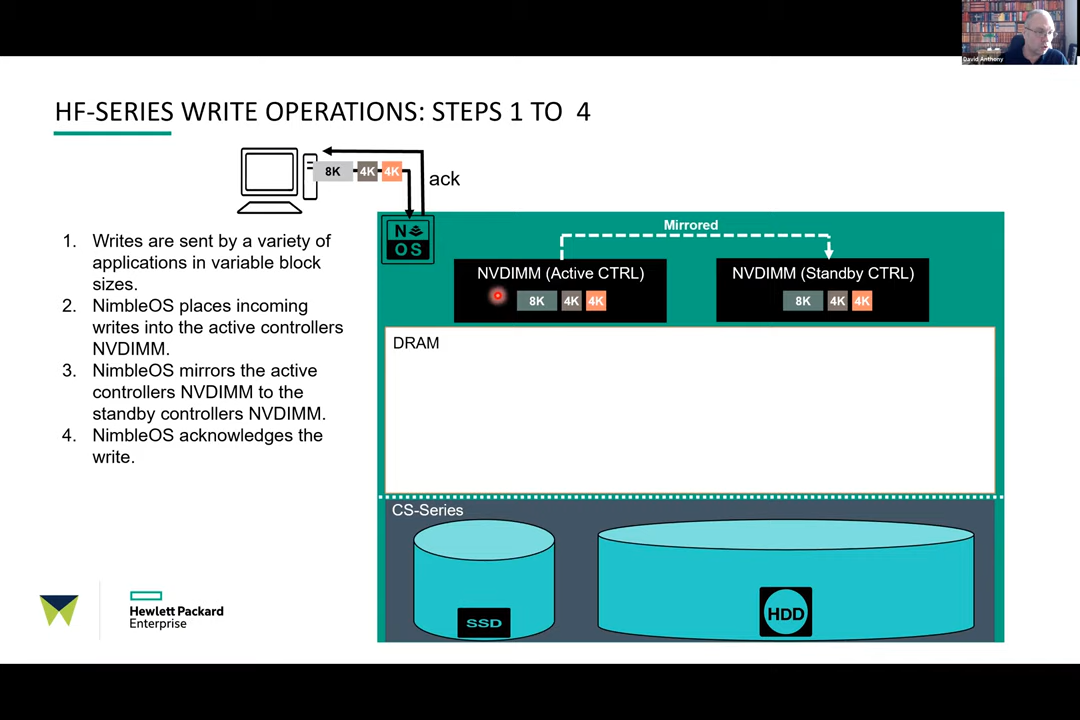 David Anthony
HF-SERIES WRITE OPERATIONS: STEPS 1 TO 4
8K 4K 4K
ack
N
OS
Mirrored
NVDIMM (Active CTRL)
8K 4K 4K
NVDIMM (Standby CTRL)
8K 4K 4K
1. Writes are sent by a variety of
applications in variable block
sizes.
2. NimbleOS places incoming
writes into the active controllers
NVDIMM.
3. NimbleOS mirrors the active
controllers NVDIMM to the
standby controllers NVDIMM.
4. NimbleOS acknowledges the
write.
DRAM
CS-Series
SSD
HDD
Hewlett Packard
Enterprise